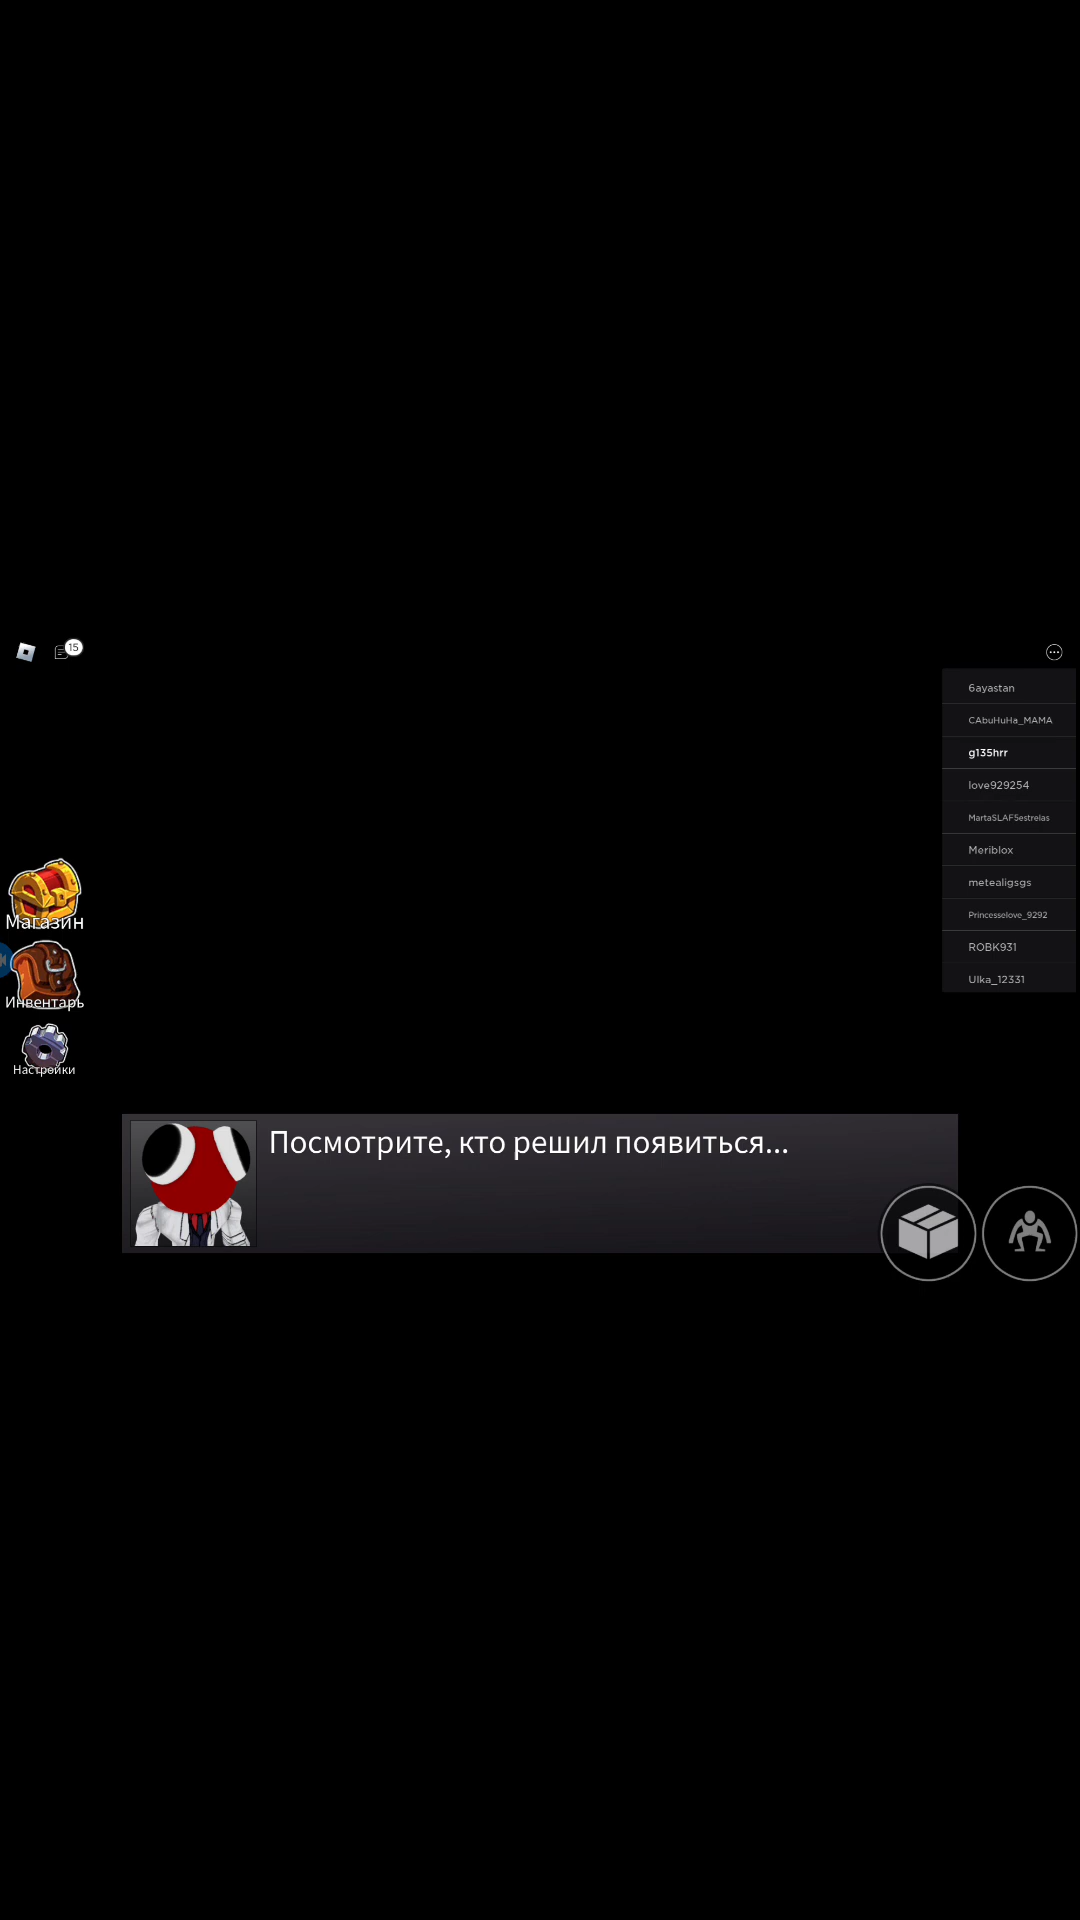 15
6ayastan
CAbuHuHa_MAMA
g135hrr
love929254
MartaSLAF5estrelas
Meriblox
metealigsgs
Princesselove_9292
ROBK931
Ulka_12331
Магазин
Инвентарь
Настройки
Посмотрите, кто решил появиться...